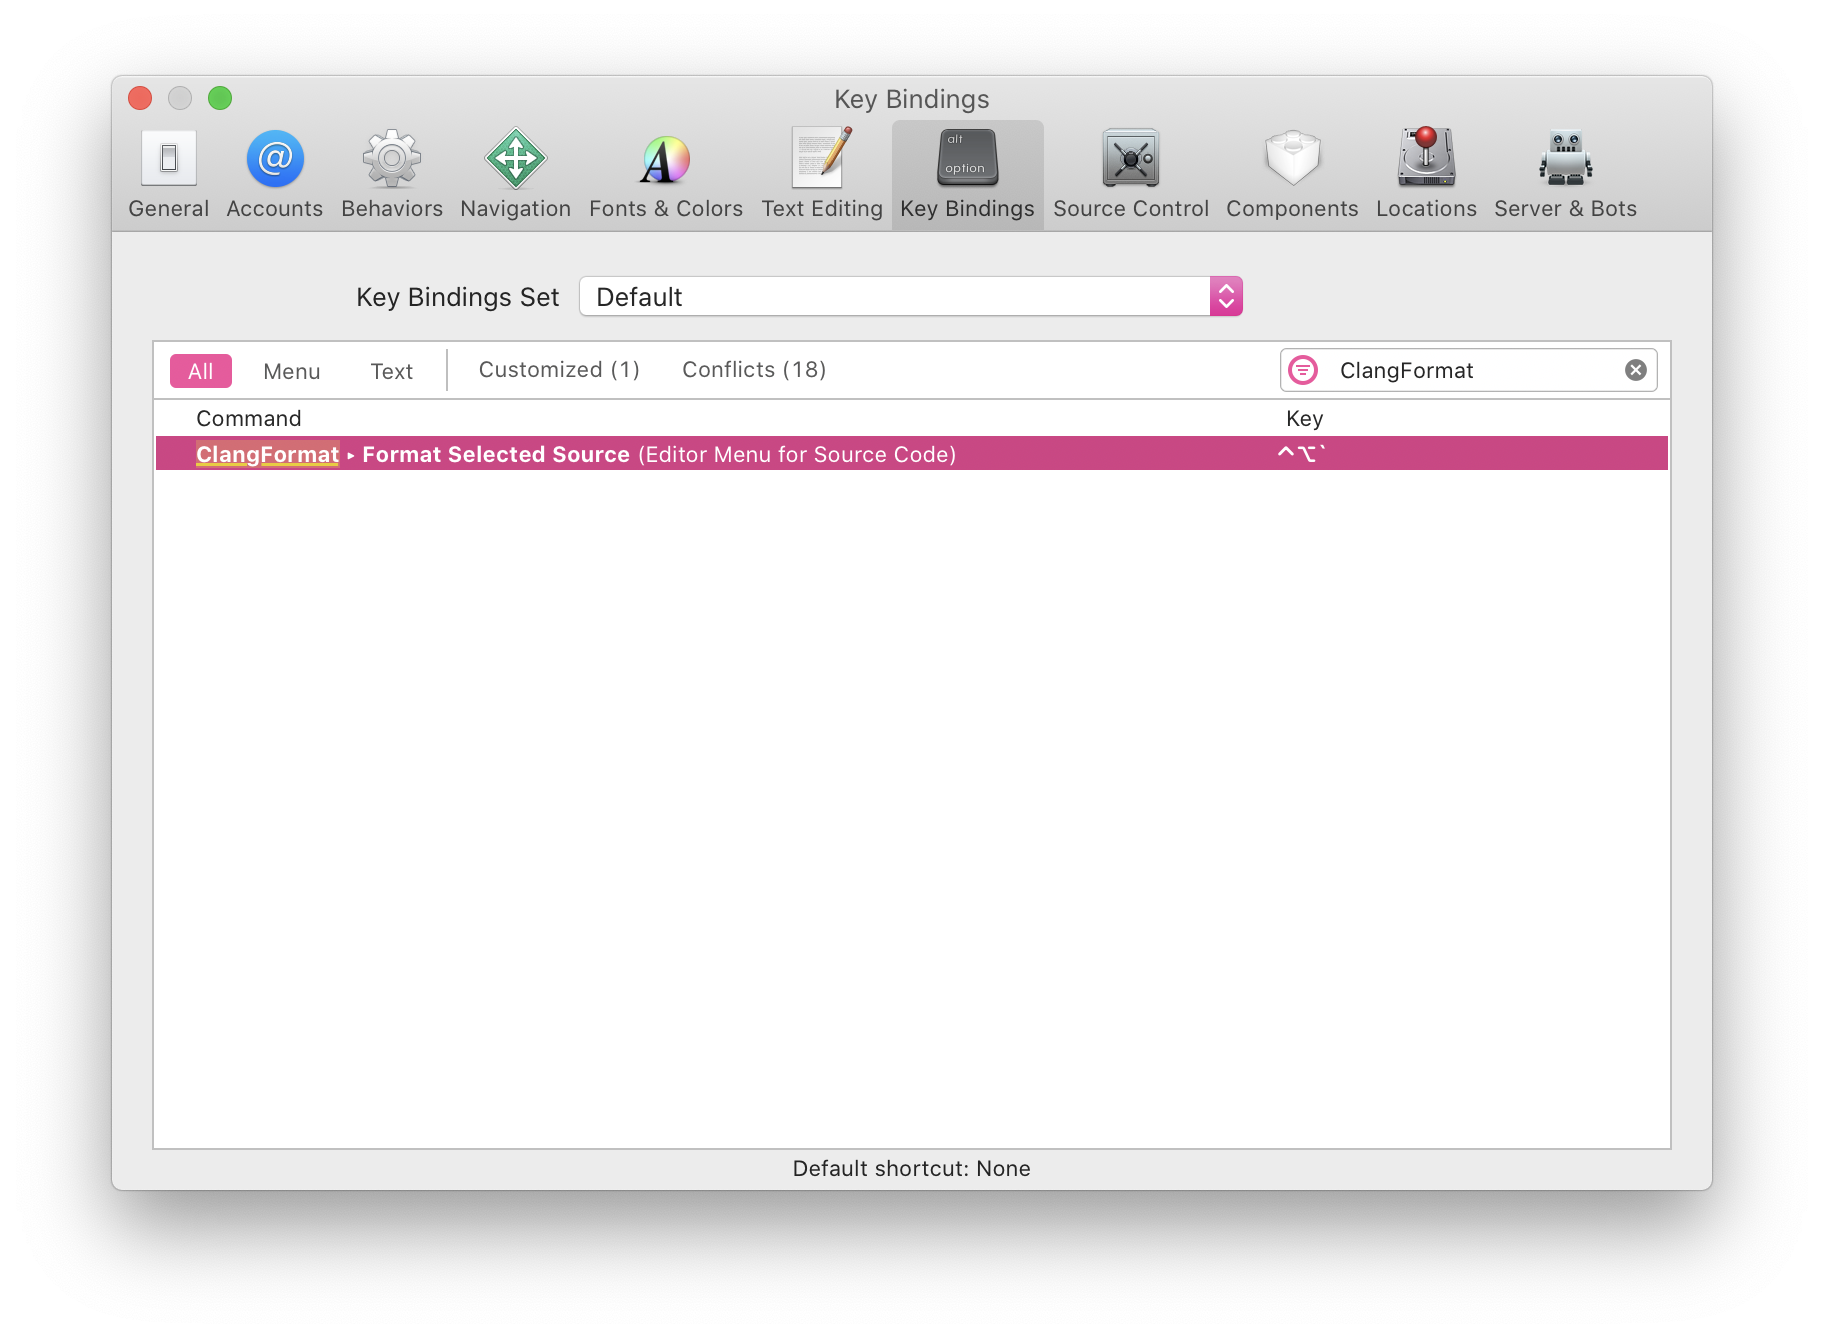 Key Bindings
alt
option
General Accounts Behaviors Navigation Fonts & Colors Text Editing Key Bindings Source Control Components Locations Server & Bots
Key Bindings Set Default
All Menu Text Customized (1) Conflicts (18) ClangFormat
Command Key
ClangFormat ▸ Format Selected Source (Editor Menu for Source Code) ^⌥`
Default shortcut: None